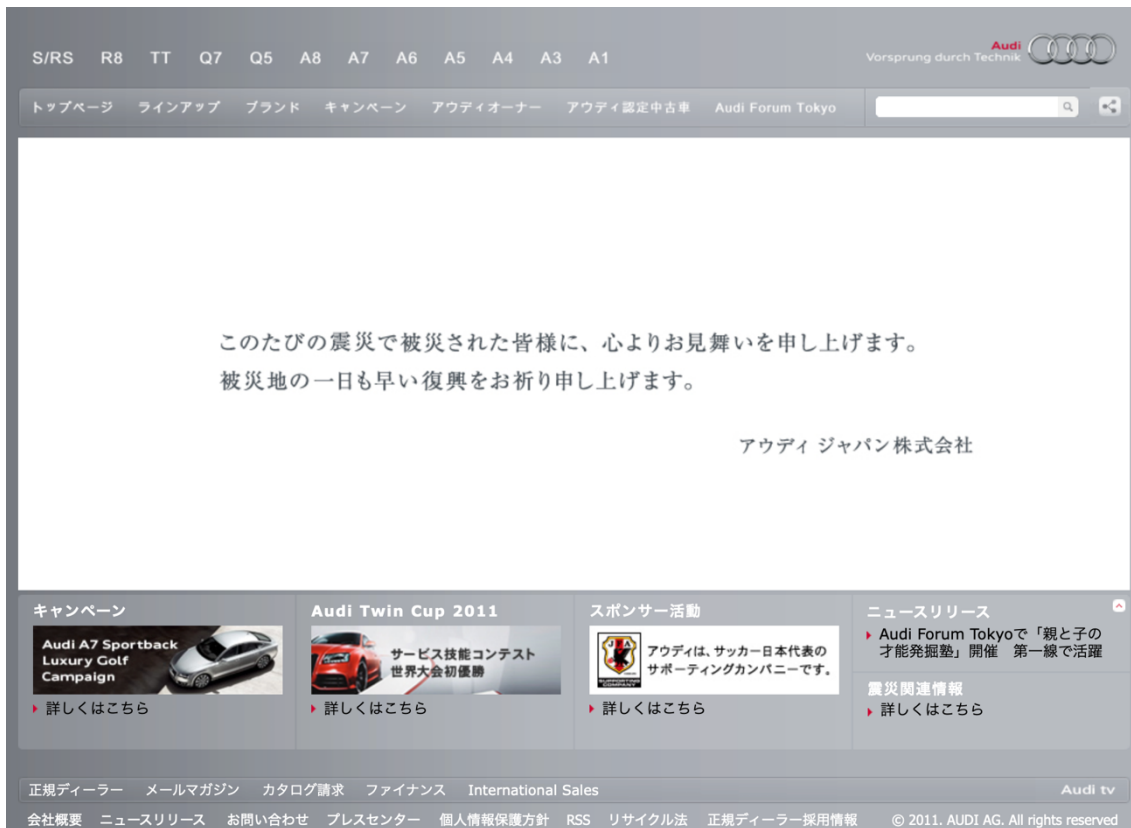 S/RS R8 TT Q7 Q5 A8 A7 A6 A5 A4 A3 A1
Audi
Vorsprung durch Technik
トップページ ラインアップ ブランド キャンペーン アウディオーナー アウディ認定中古車 Audi Forum Tokyo
このたびの震災で被災された皆様に、心よりお見舞いを申し上げます。
被災地の一日も早い復興をお祈り申し上げます。
アウディ ジャパン株式会社
キャンペーン
Audi A7 Sportback
Luxury Golf
Campaign
詳しくはこちら
Audi Twin Cup 2011
サービス技能コンテスト
世界大会初優勝
詳しくはこちら
スポンサー活動
JFA
SUPPORTING
COMPANY
アウディは、サッカー日本代表の
サポーティングカンパニーです。
詳しくはこちら
ニュースリリース
Audi Forum Tokyoで「親と子の
才能発掘塾」開催 第一線で活躍
震災関連情報
詳しくはこちら
正規ディーラー メールマガジン カタログ請求 ファイナンス International Sales Audi tv
会社概要 ニュースリリース お問い合わせ プレスセンター 個人情報保護方針 RSS リサイクル法 正規ディーラー採用情報 © 2011. AUDI AG. All rights reserved